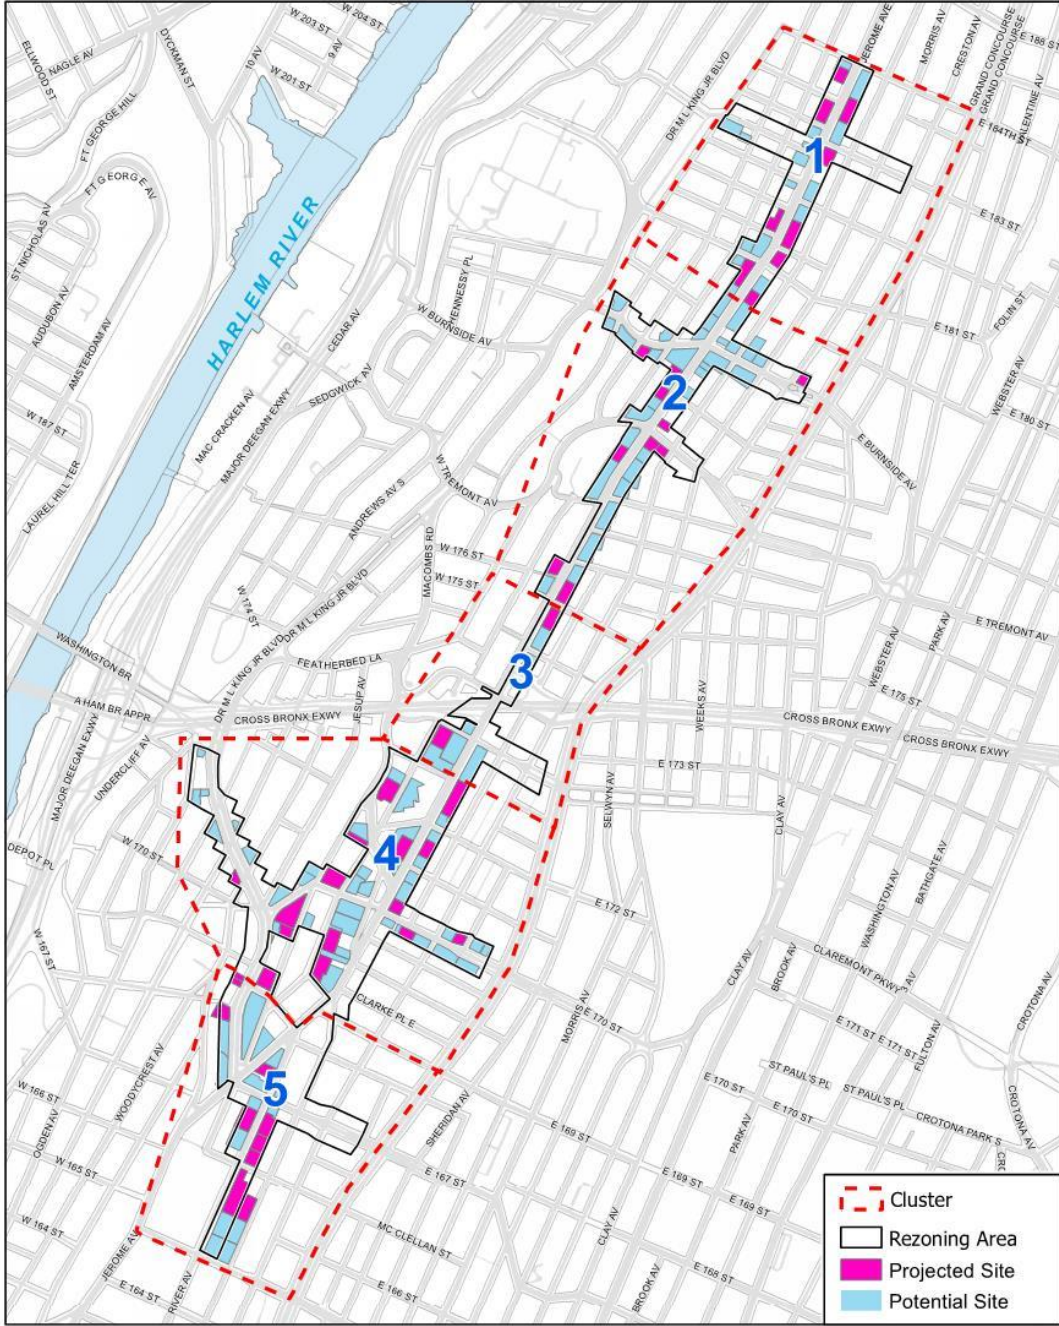 W 203 ST
W 204 ST
9 AV
10 AV
W 201 ST
DYCKMAN ST
ELLWOOD ST
NAGLE AV
FT GEORGE HILL
FT GEORGE AV
ST NICHOLAS AV
AUDUBON AV
AMSTERDAM AV
W 187 ST
LAUREL HILL TER
HARLEM RIVER
JEROME AVE
MORRIS AV
CRESTON AV
GRAND CONCOURSE
GRAND CONCOURSE
E 188 ST
VALENTINE AV
E 184TH ST
DR M L KING JR BLVD
1
E 183 ST
HENNESSY PL
W BURNSIDE AV
CEDAR AV
SEDGWICK AV
MAC CRACKEN AV
MAJOR DEEGAN EXWY
FOLIN ST
E 181 ST
WEBSTER AV
E 180 ST
2
E BURNSIDE AV
W TREMONT AV
ANDREWS AV S
MACOMBS RD
W 176 ST
W 175 ST
W 174 ST
DR M L KING JR BLVD
DR M L KING JR BLVD
WASHINGTON BR
FEATHERBED LA
JESUP AV
PARK AV
E TREMONT AV
WEBSTER AV
E 175 ST
3
WEEKS AV
A HAM BR APPR
CROSS BRONX EXWY
CROSS BRONX EXWY
CROSS BRONX EXWY
MAJOR DEEGAN EXWY
UNDERCLIFF AV
E 173 ST
SELWYN AV
CLAY AV
DEPOT PL
W 170 ST
4
WASHINGTON AV
BATHGATE AV
E 172 ST
W 167 ST
CLAREMONT PKWY
BROOK AV
CLAY AV
CROTONA AV
CLARKE PL E
MORRIS AV
E 170 ST
E 171 ST
E 171 ST
FULTON AV
ST PAUL'S PL
ST PAUL'S PL
CROTONA AV
CROTONA PARK S
E 170 ST
E 170 ST
5
WOODYCREST AV
W 166 ST
OGDEN AV
W 165 ST
SHERIDAN AV
E 169 ST
PARK AV
E 169 ST
E 169 ST
E 167 ST
W 164 ST
JEROME AV
MC CLELLAN ST
CLAY AV
E 168 ST
BROOK AV
E 164 ST
RIVER AV
E 166 ST
Cluster
Rezoning Area
Projected Site
Potential Site